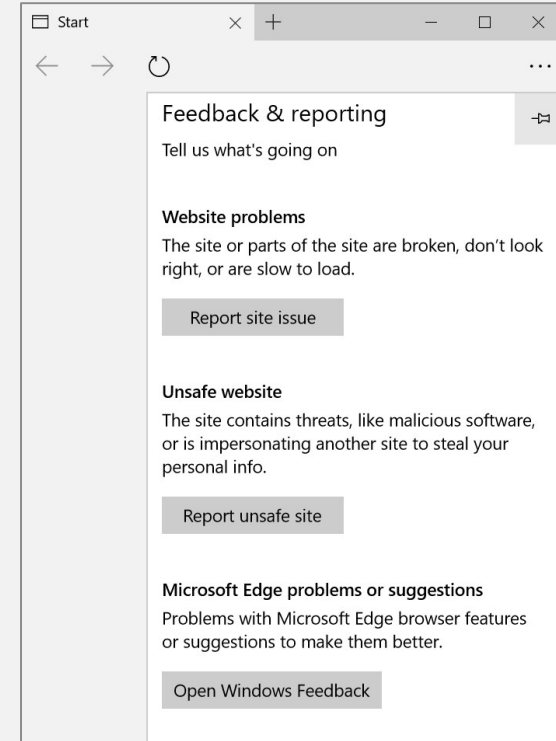 Start
Feedback & reporting
Tell us what's going on
Website problems
The site or parts of the site are broken, don’t look
right, or are slow to load.
Report site issue
Unsafe website
The site contains threats, like malicious software,
or is impersonating another site to steal your
personal info.
Report unsafe site
Microsoft Edge problems or suggestions
Problems with Microsoft Edge browser features
or suggestions to make them better.
Open Windows Feedback